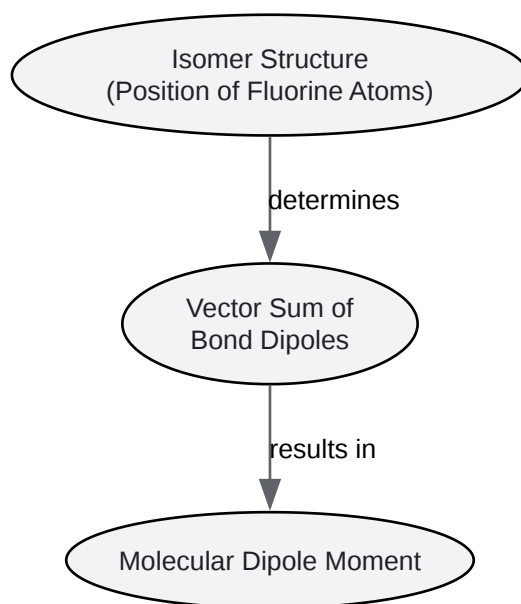 Isomer Structure
(Position of Fluorine Atoms)
determines
Vector Sum of
Bond Dipoles
results in
Molecular Dipole Moment